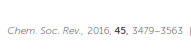 Chem. Soc. Rev., 2016, 45, 3479–3563